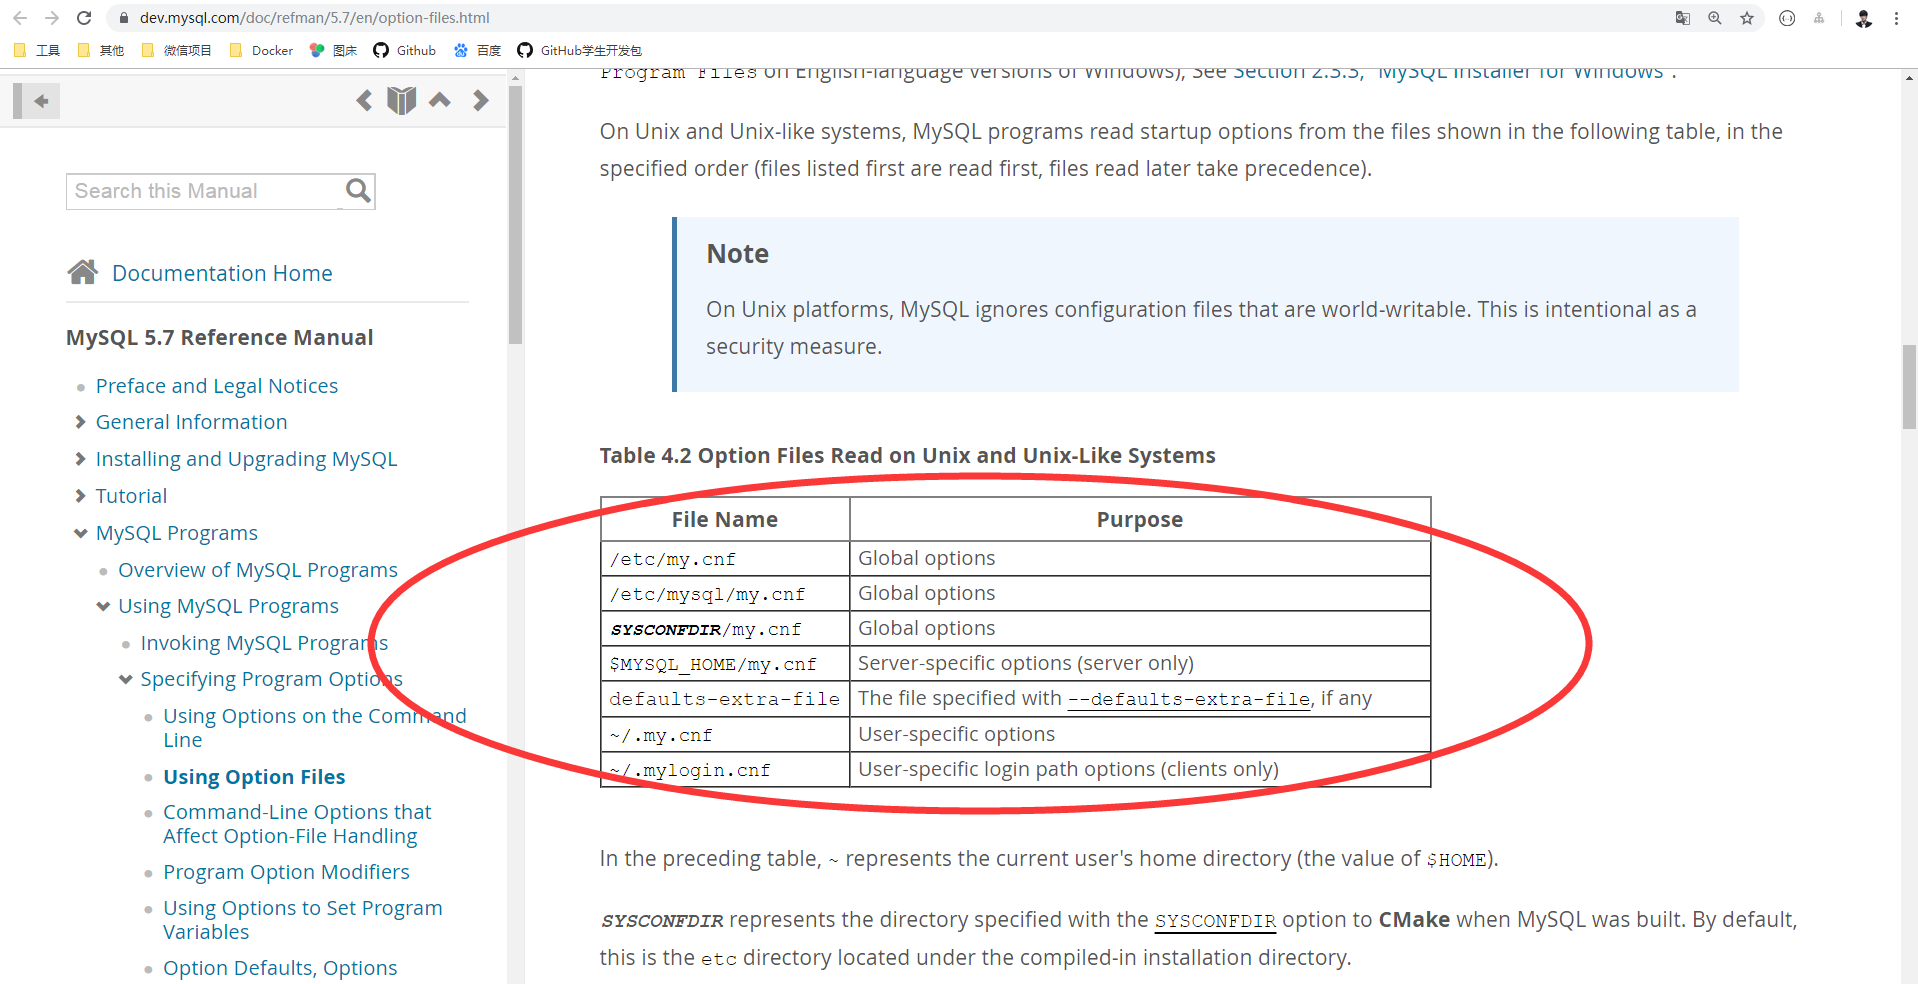 dev.mysql.com/doc/refman/5.7/en/option-files.html
工具 其他 微信项目 Docker 图床 Github 百度 GitHub学生开发包
Search this Manual
Documentation Home
MySQL 5.7 Reference Manual
Preface and Legal Notices
General Information
Installing and Upgrading MySQL
Tutorial
MySQL Programs
Overview of MySQL Programs
Using MySQL Programs
Invoking MySQL Programs
Specifying Program Options
Using Options on the Command
Line
Using Option Files
Command-Line Options that
Affect Option-File Handling
Program Option Modifiers
Using Options to Set Program
Variables
Option Defaults, Options
Program Files on English-language versions of Windows), See Section 2.3.3, "MySQL Installer for Windows".
On Unix and Unix-like systems, MySQL programs read startup options from the files shown in the following table, in the
specified order (files listed first are read first, files read later take precedence).
Note
On Unix platforms, MySQL ignores configuration files that are world-writable. This is intentional as a
security measure.
Table 4.2 Option Files Read on Unix and Unix-Like Systems
File Name Purpose
/etc/my.cnf Global options
/etc/mysql/my.cnf Global options
SYSCONFDIR/my.cnf Global options
$MYSQL_HOME/my.cnf Server-specific options (server only)
defaults-extra-file The file specified with --defaults-extra-file, if any
~/.my.cnf User-specific options
~/.mylogin.cnf User-specific login path options (clients only)
In the preceding table, ~ represents the current user's home directory (the value of $HOME).
SYSCONFDIR represents the directory specified with the SYSCONFDIR option to CMake when MySQL was built. By default,
this is the etc directory located under the compiled-in installation directory.